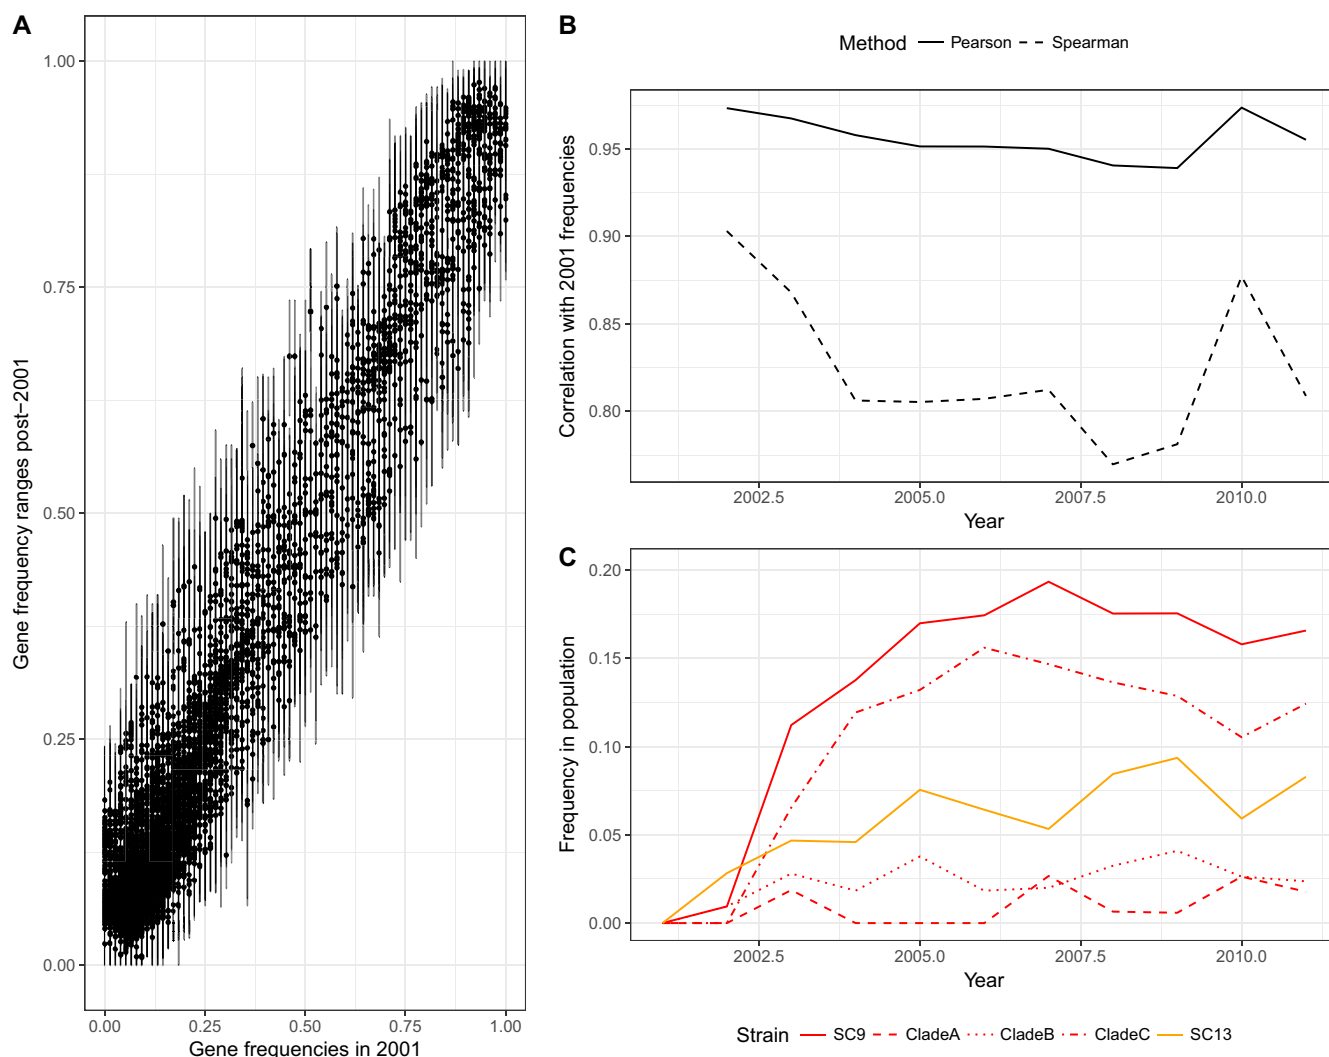 A
Gene frequency ranges post−2001
1.00
0.75
0.50
0.25
0.00
0.00 0.25 0.50 0.75 1.00
Gene frequencies in 2001
B
Method Pearson Spearman
Correlation with 2001 frequencies
0.95
0.90
0.85
0.80
2002.5 2005.0 2007.5 2010.0
Year
C
Frequency in population
0.20
0.15
0.10
0.05
0.00
2002.5 2005.0 2007.5 2010.0
Year
Strain SC9 CladeA CladeB CladeC SC13